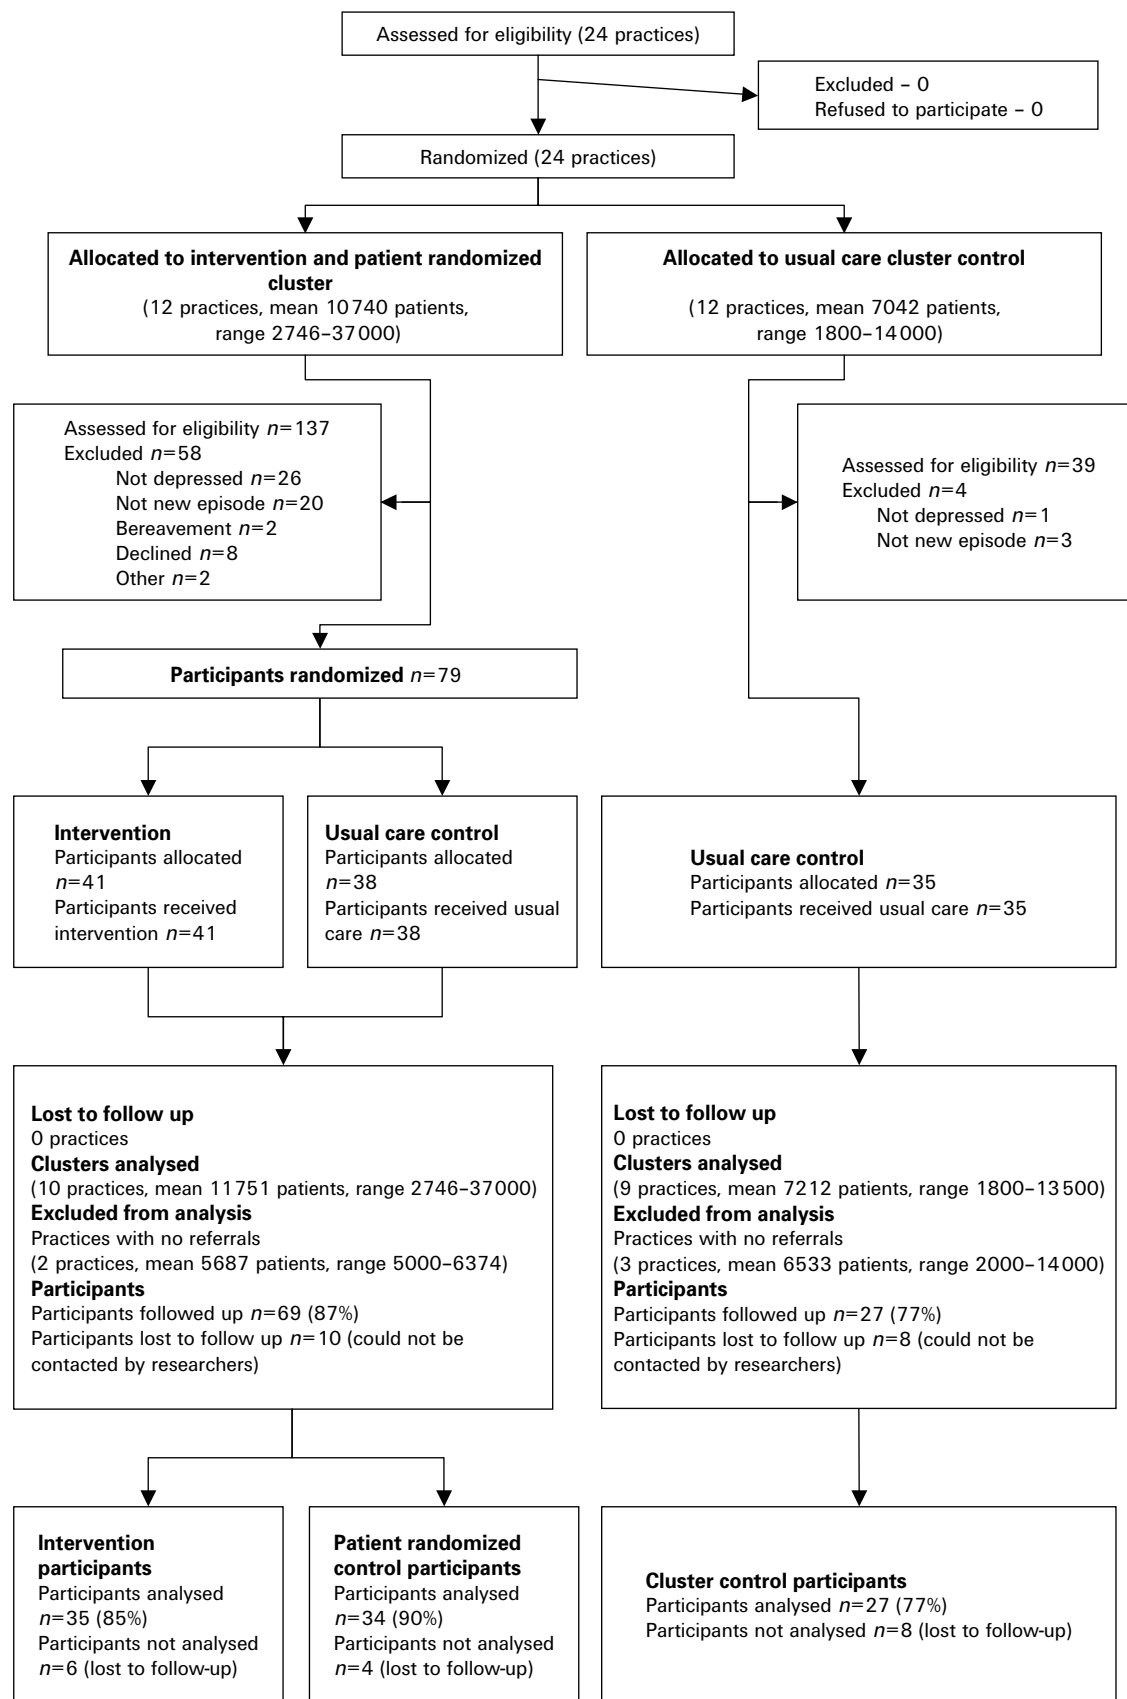 Assessed for eligibility (24 practices)
Excluded – 0
Refused to participate – 0
Randomized (24 practices)
Allocated to intervention and patient randomized
cluster
(12 practices, mean 10 740 patients,
range 2746–37 000)
Allocated to usual care cluster control
(12 practices, mean 7042 patients,
range 1800–14 000)
Assessed for eligibility n=137
Excluded n=58
Not depressed n=26
Not new episode n=20
Bereavement n=2
Declined n=8
Other n=2
Assessed for eligibility n=39
Excluded n=4
Not depressed n=1
Not new episode n=3
Participants randomized n=79
Intervention
Participants allocated
n=41
Participants received
intervention n=41
Usual care control
Participants allocated
n=38
Participants received usual
care n=38
Usual care control
Participants allocated n=35
Participants received usual care n=35
Lost to follow up
0 practices
Clusters analysed
(10 practices, mean 11 751 patients, range 2746–37 000)
Excluded from analysis
Practices with no referrals
(2 practices, mean 5687 patients, range 5000–6374)
Participants
Participants followed up n=69 (87%)
Participants lost to follow up n=10 (could not be
contacted by researchers)
Lost to follow up
0 practices
Clusters analysed
(9 practices, mean 7212 patients, range 1800–13 500)
Excluded from analysis
Practices with no referrals
(3 practices, mean 6533 patients, range 2000–14 000)
Participants
Participants followed up n=27 (77%)
Participants lost to follow up n=8 (could not be
contacted by researchers)
Intervention
participants
Participants analysed
n=35 (85%)
Participants not analysed
n=6 (lost to follow-up)
Patient randomized
control participants
Participants analysed
n=34 (90%)
Participants not analysed
n=4 (lost to follow-up)
Cluster control participants
Participants analysed n=27 (77%)
Participants not analysed n=8 (lost to follow-up)